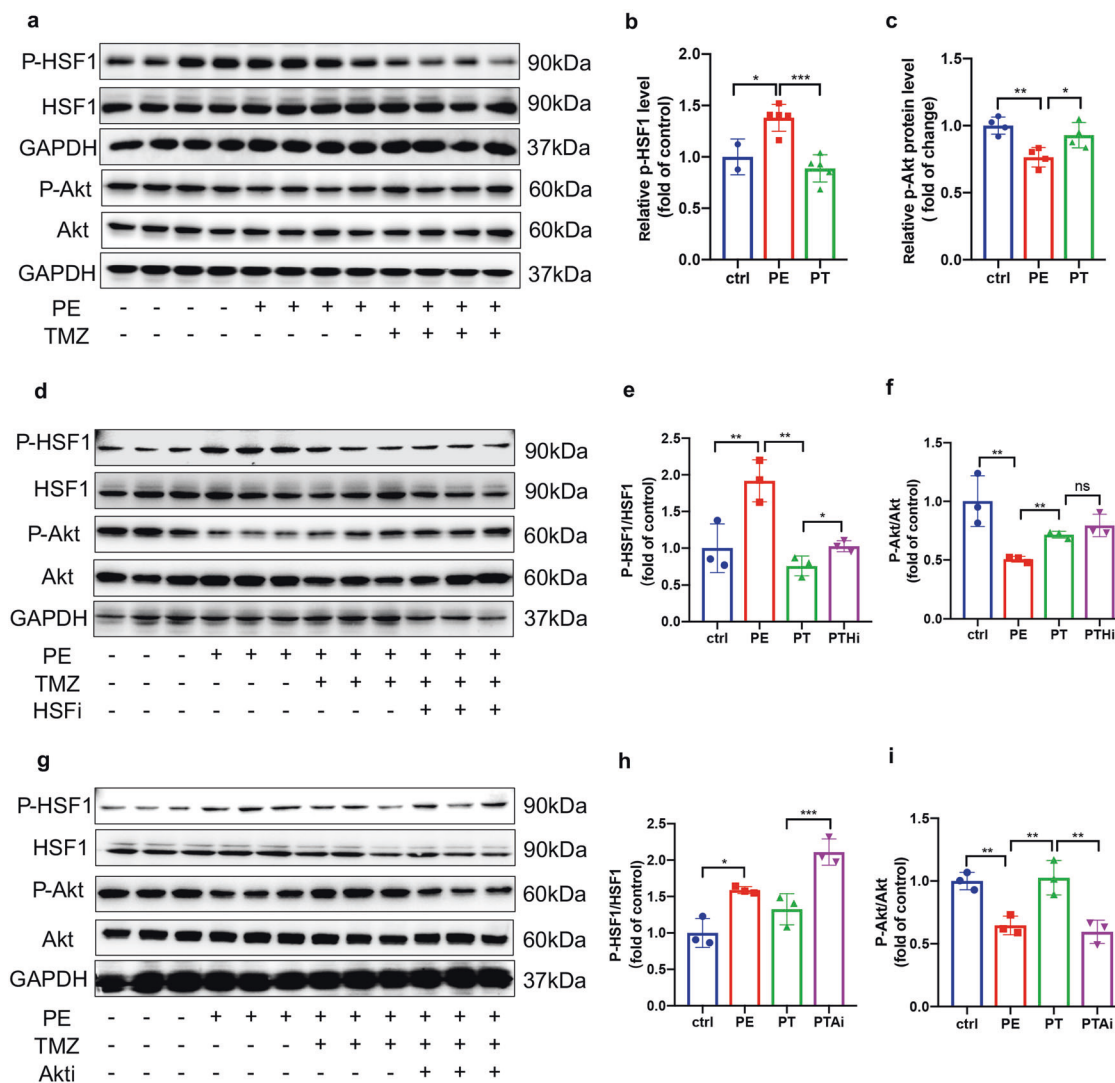 a
P-HSF1 90kDa
HSF1 90kDa
GAPDH 37kDa
P-Akt 60kDa
Akt 60kDa
GAPDH 37kDa
PE - - - - + + + + + + + +
TMZ - - - - - - - - + + + +
b
Relative p-HSF1 level
(fold of control)
2.0
1.5
1.0
0.5
0.0
* ***
ctrl PE PT
c
Relative p-Akt protein level
( fold of change)
1.5
1.0
0.5
0.0
** *
ctrl PE PT
d
P-HSF1 90kDa
HSF1 90kDa
P-Akt 60kDa
Akt 60kDa
GAPDH 37kDa
PE - - - + + + + + + + + +
TMZ - - - - - - + + + + + +
HSFi - - - - - - - - - + + +
e
P-HSF1/HSF1
(fold of control)
2.5
2.0
1.5
1.0
0.5
0.0
** **
*
ctrl PE PT PTHi
f
P-Akt/Akt
(fold of control)
1.5
1.0
0.5
0.0
** ** ns
ctrl PE PT PTHi
g
P-HSF1 90kDa
HSF1 90kDa
P-Akt 60kDa
Akt 60kDa
GAPDH 37kDa
PE - - - + + + + + + + + +
TMZ - - - - - - + + + + + +
Akti - - - - - - - - - + + +
h
P-HSF1/HSF1
(fold of control)
2.5
2.0
1.5
1.0
0.5
0.0
* ***
ctrl PE PT PTAi
i
P-Akt/Akt
(fold of control)
1.5
1.0
0.5
0.0
** ** **
ctrl PE PT PTAi